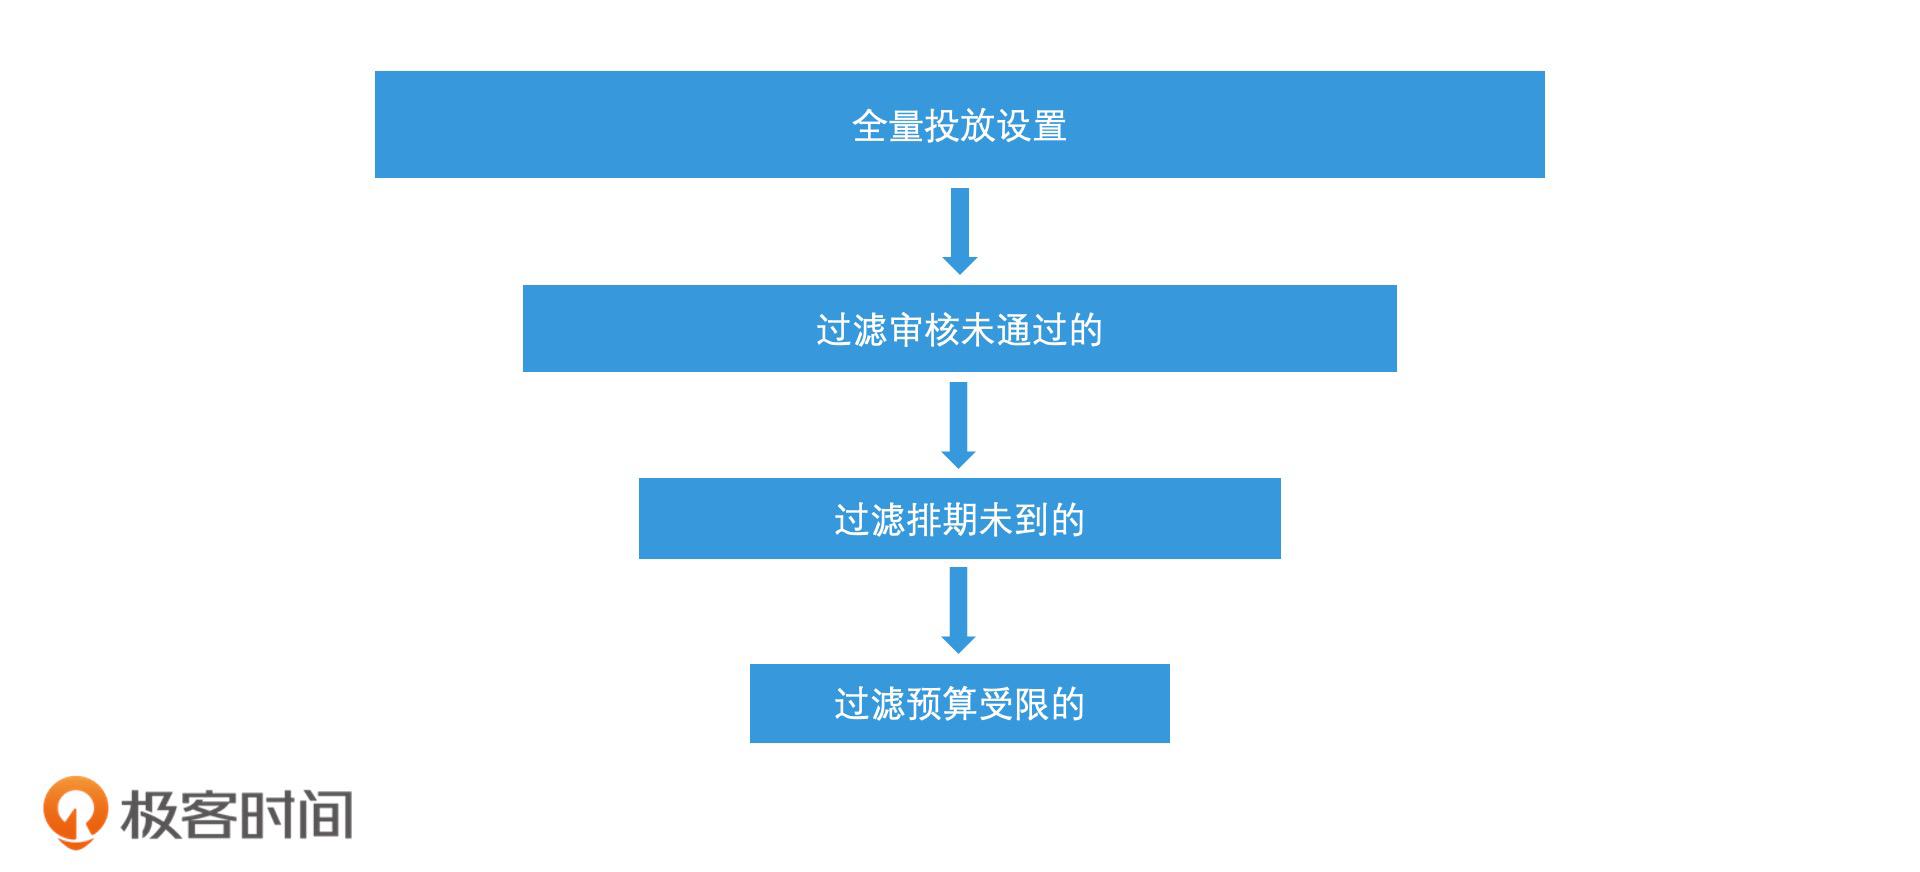 全量投放设置
过滤审核未通过的
过滤排期未到的
过滤预算受限的
极客时间